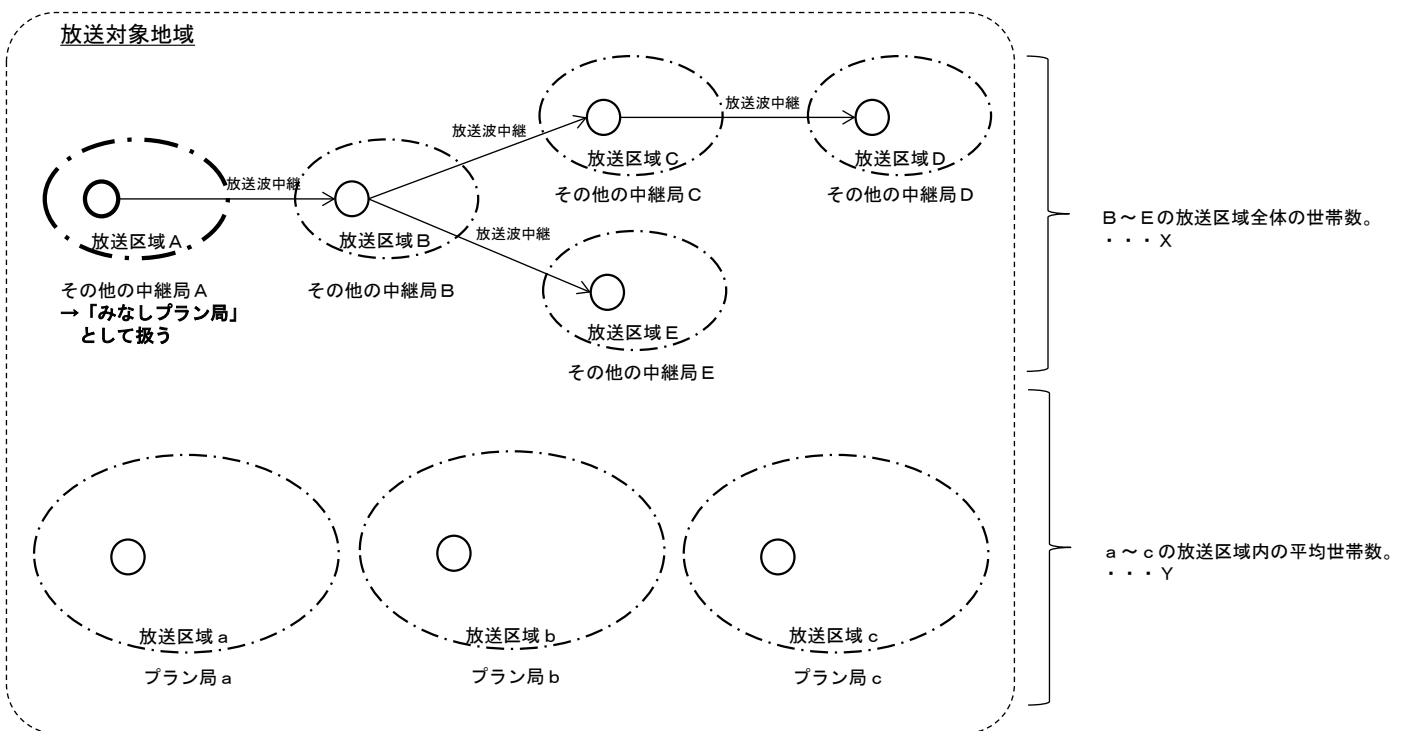 放送対象地域
放送波中継
放送波中継
放送区域C
その他の中継局C
放送区域D
その他の中継局D
放送波中継
放送区域A
放送区域B
放送波中継
その他の中継局A
→「みなしプラン局」
として扱う
その他の中継局B
放送区域E
その他の中継局E
B~Eの放送区域全体の世帯数。
・・・X
放送区域a
放送区域b
放送区域c
プラン局a
プラン局b
プラン局c
a~cの放送区域内の平均世帯数。
・・・Y